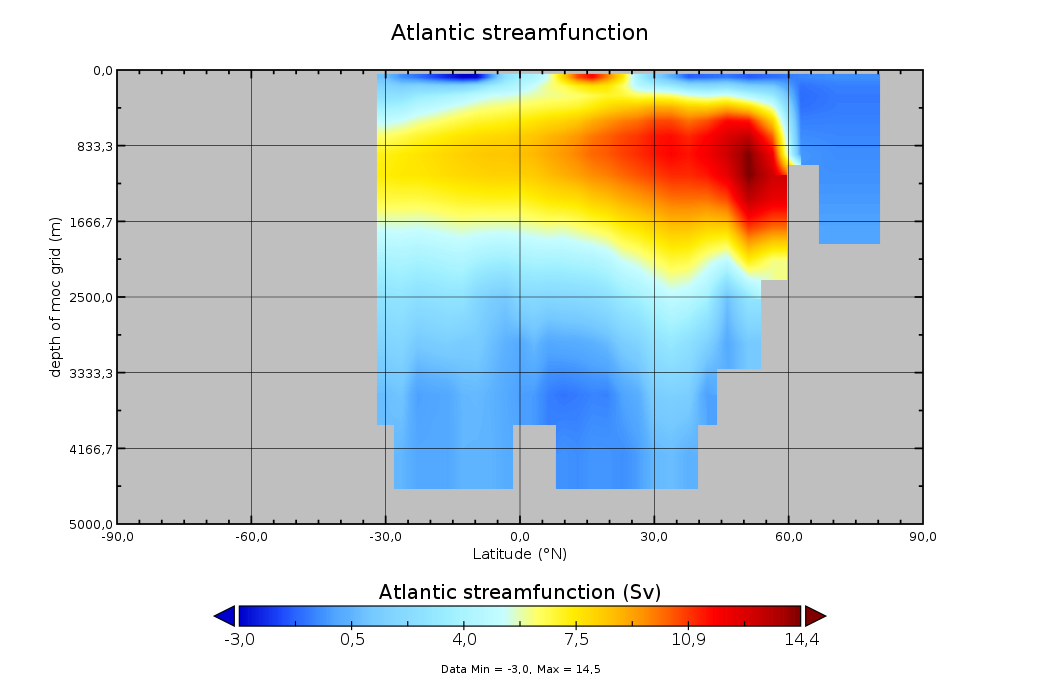 Atlantic streamfunction
0,0
833,3
1666,7
2500,0
3333,3
4166,7
5000,0
depth of moc grid (m)
-90,0 -60,0 -30,0 0,0 30,0 60,0 90,0
Latitude (°N)
Atlantic streamfunction (Sv)
-3,0 0,5 4,0 7,5 10,9 14,4
Data Min = -3,0, Max = 14,5